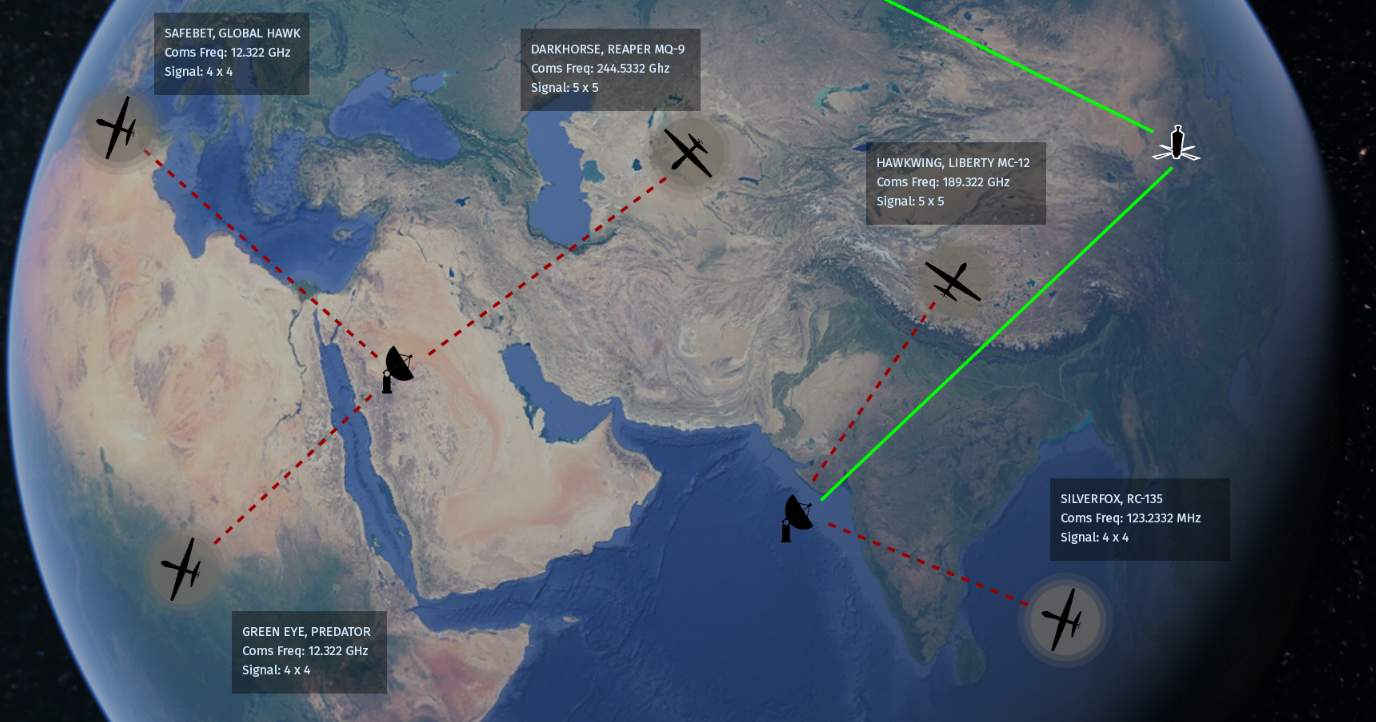 SAFEBET, GLOBAL HAWK
Coms Freq: 12.322 GHz
Signal: 4 x 4
DARKHORSE, REAPER MQ-9
Coms Freq: 244.5332 Ghz
Signal: 5 x 5
HAWKWING, LIBERTY MC-12
Coms Freq: 189.322 GHz
Signal: 5 x 5
SILVERFOX, RC-135
Coms Freq: 123.2332 MHz
Signal: 4 x 4
GREEN EYE, PREDATOR
Coms Freq: 12.322 GHz
Signal: 4 x 4